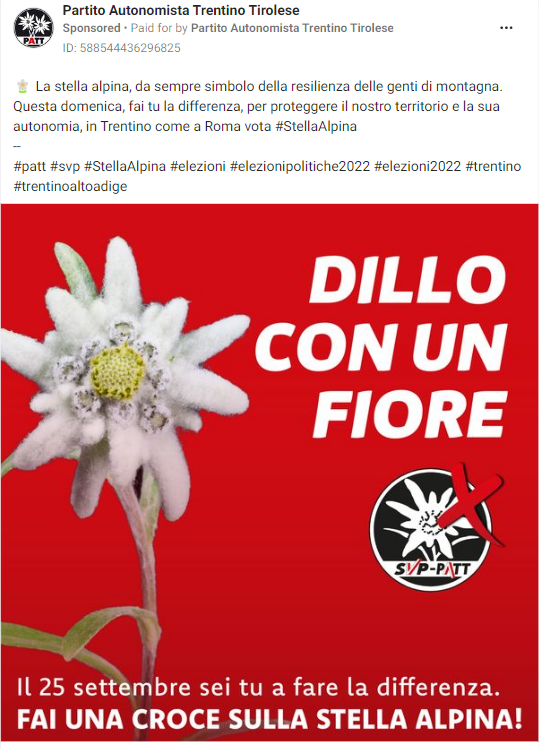 Partito Autonomista Trentino Tirolese
Sponsored • Paid for by Partito Autonomista Trentino Tirolese
ID: 588544436296825
La stella alpina, da sempre simbolo della resilienza delle genti di montagna.
Questa domenica, fai tu la differenza, per proteggere il nostro territorio e la sua
autonomia, in Trentino come a Roma vota #StellaAlpina
--
#patt #svp #StellaAlpina #elezioni #elezionipolitiche2022 #elezioni2022 #trentino
#trentinoaltoadige
PATT
DILLO
CON UN
FIORE
SVP-PATT
Il 25 settembre sei tu a fare la differenza.
FAI UNA CROCE SULLA STELLA ALPINA!